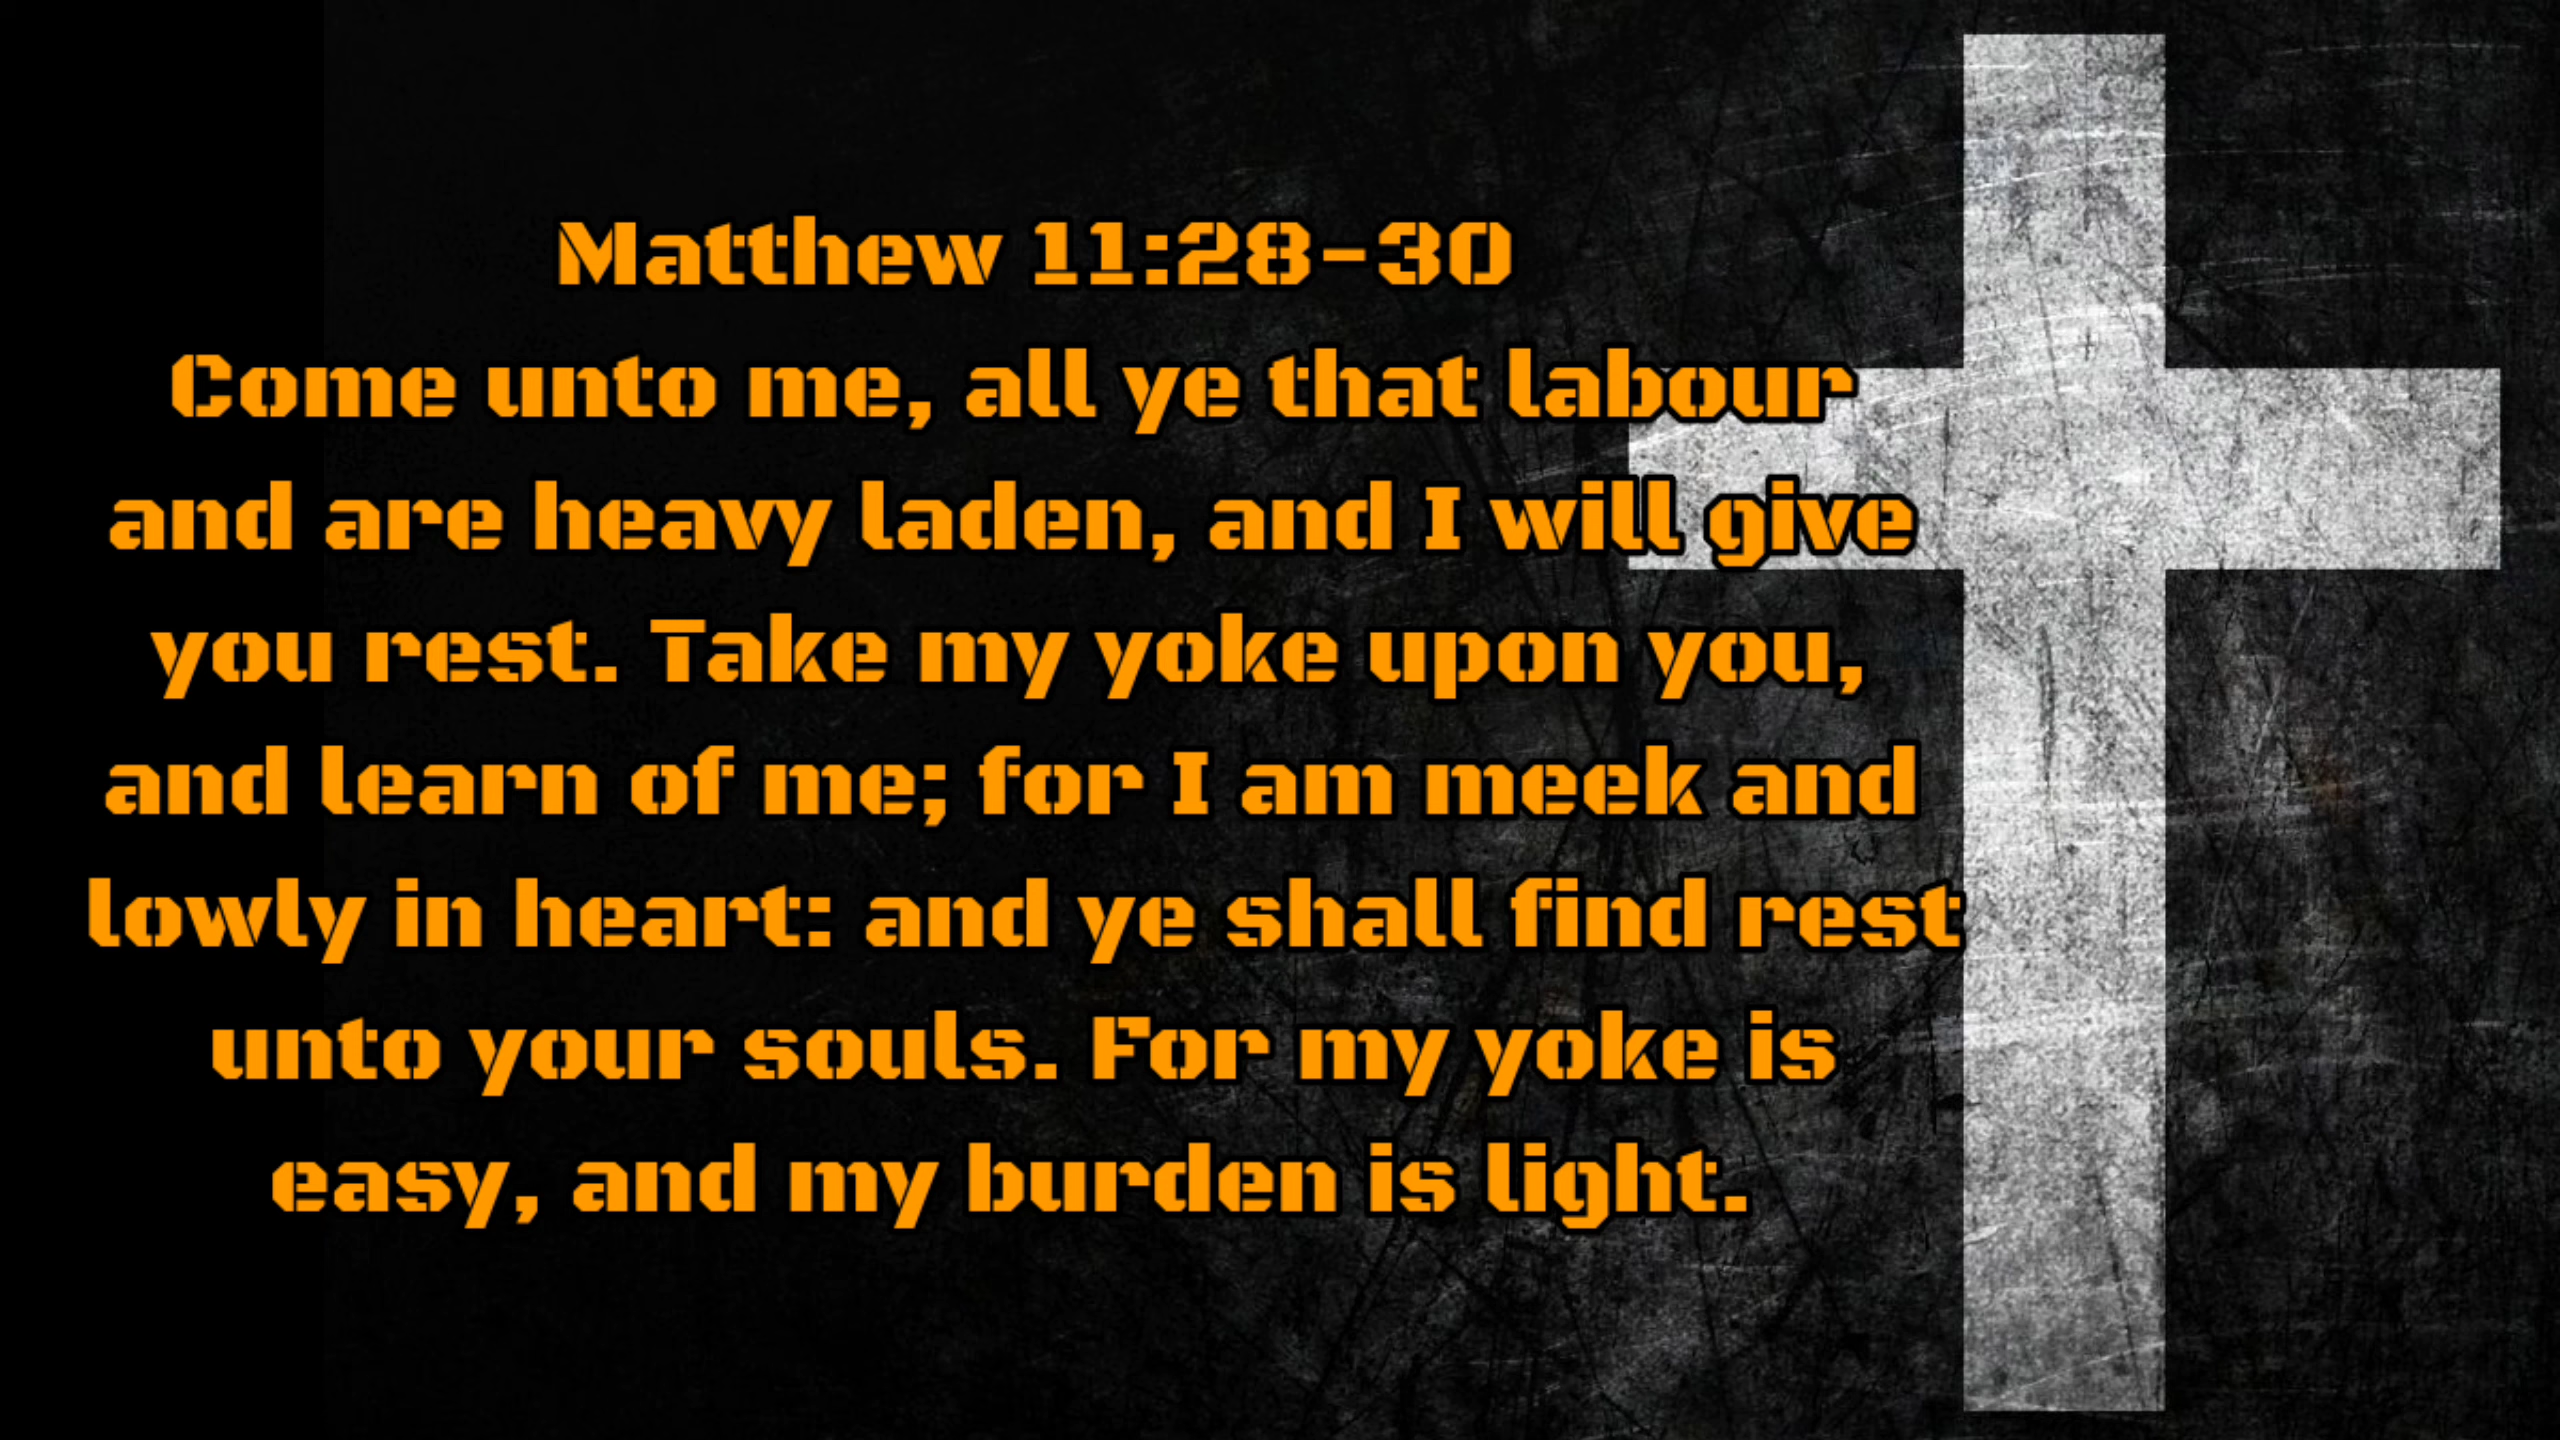 Matthew 11:28-30
Come unto me, all ye that labour
and are heavy laden, and I will give
you rest. Take my yoke upon you,
and learn of me; for I am meek and
lowly in heart: and ye shall find rest
unto your souls. For my yoke is
easy, and my burden is light.